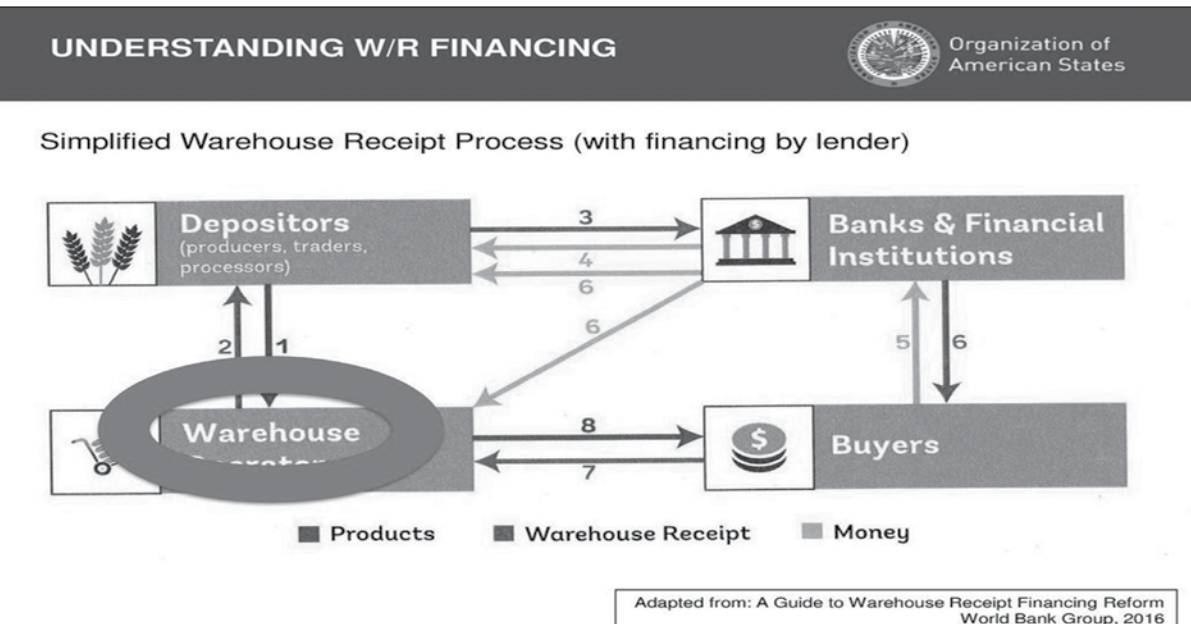 UNDERSTANDING W/R FINANCING
Organization of
American States
Simplified Warehouse Receipt Process (with financing by lender)
Depositors
(producers, traders,
processors)
3
4
6
Banks & Financial
Institutions
6
2
1
5
6
Warehouse
8
7
Buyers
$
Products
Warehouse Receipt
Money
Adapted from: A Guide to Warehouse Receipt Financing Reform
World Bank Group, 2016